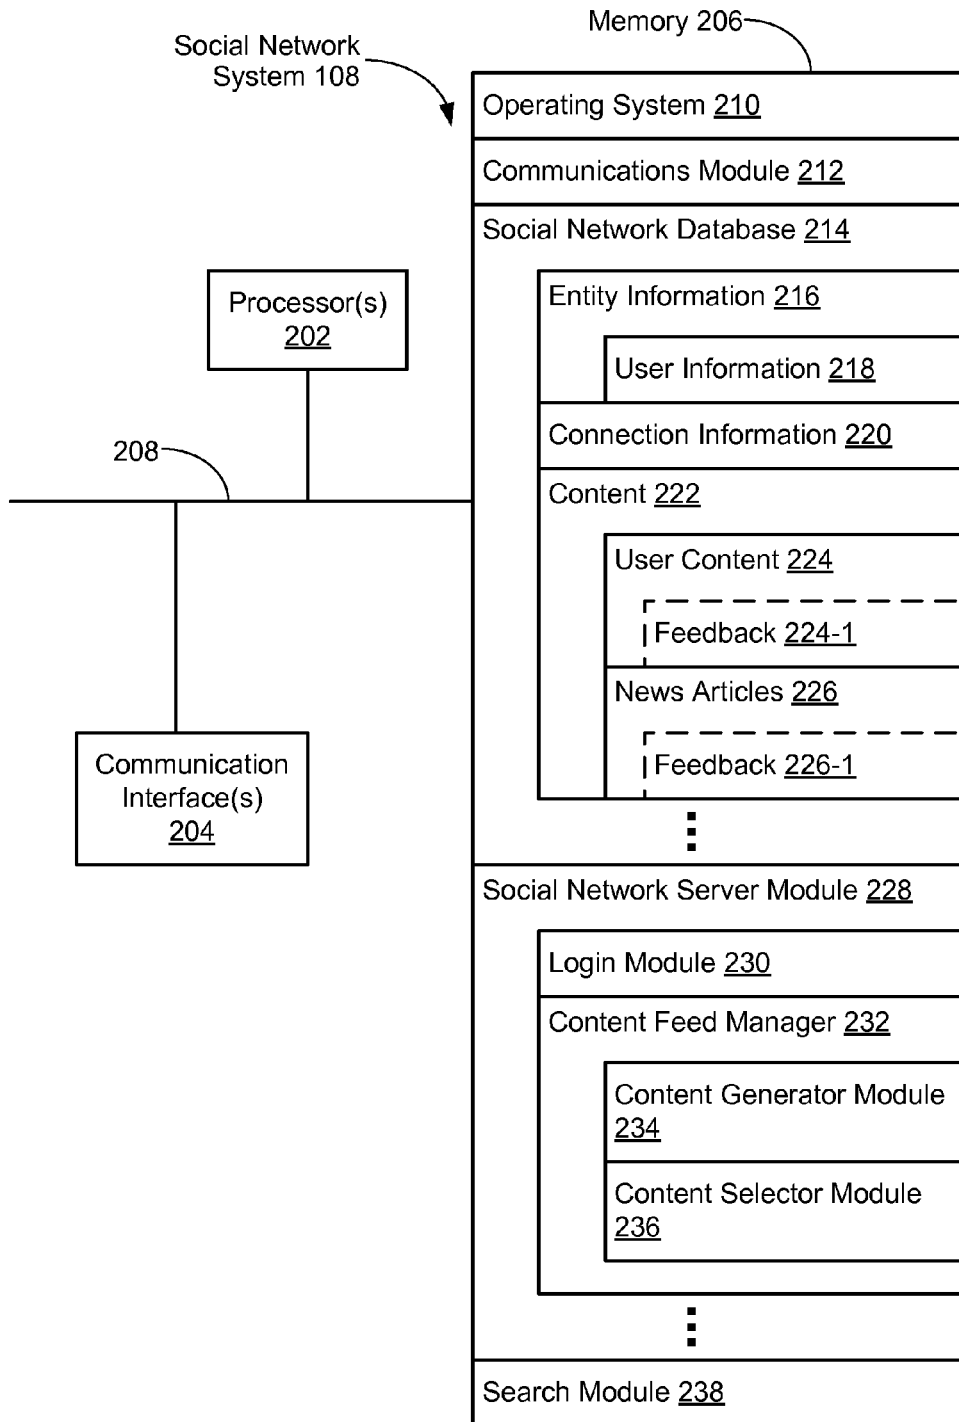 Memory 206
Social Network
System 108
Operating System 210
Communications Module 212
Social Network Database 214
Entity Information 216
User Information 218
Connection Information 220
Content 222
User Content 224
Feedback 224-1
News Articles 226
Feedback 226-1
Processor(s)
202
208
Communication
Interface(s)
204
Social Network Server Module 228
Login Module 230
Content Feed Manager 232
Content Generator Module
234
Content Selector Module
236
Search Module 238